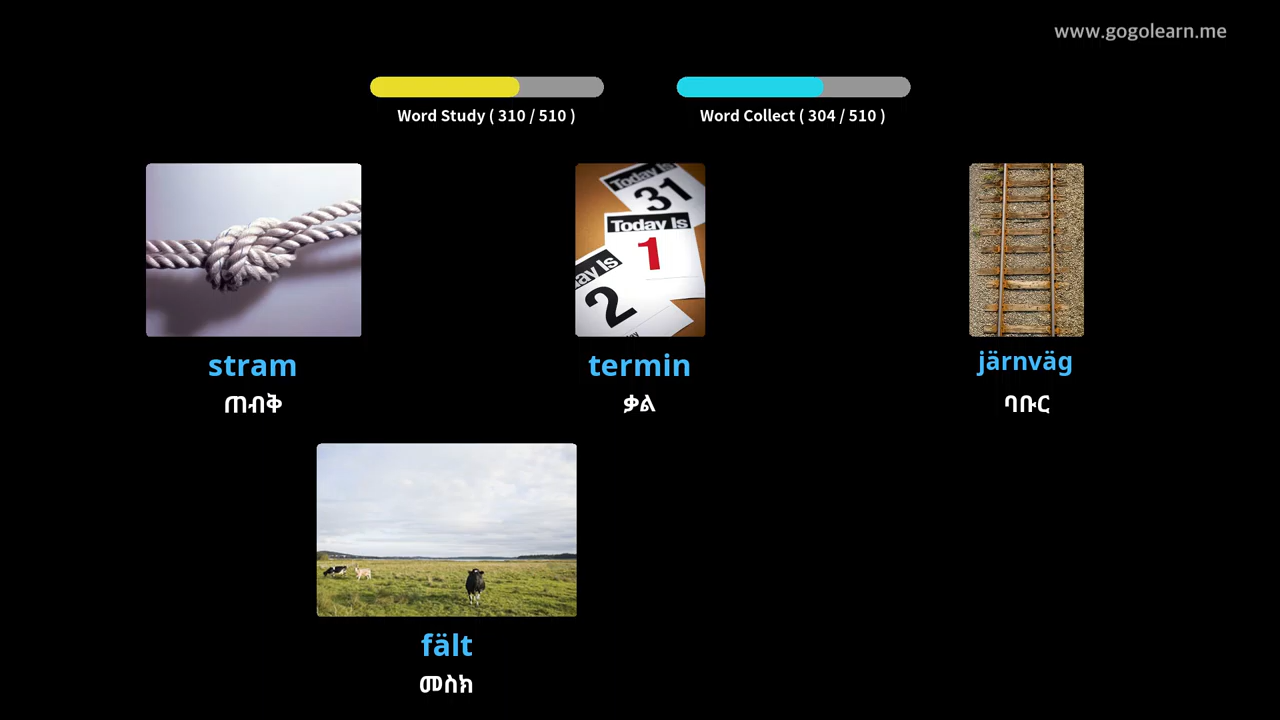 www.gogolearn.me
Word Study ( 310 / 510 )
Word Collect ( 304 / 510 )
Today Is
31
Today Is
1
day Is
2
stram
termin
järnväg
ጠብቅ
ቃል
ባቡር
fält
መስክ